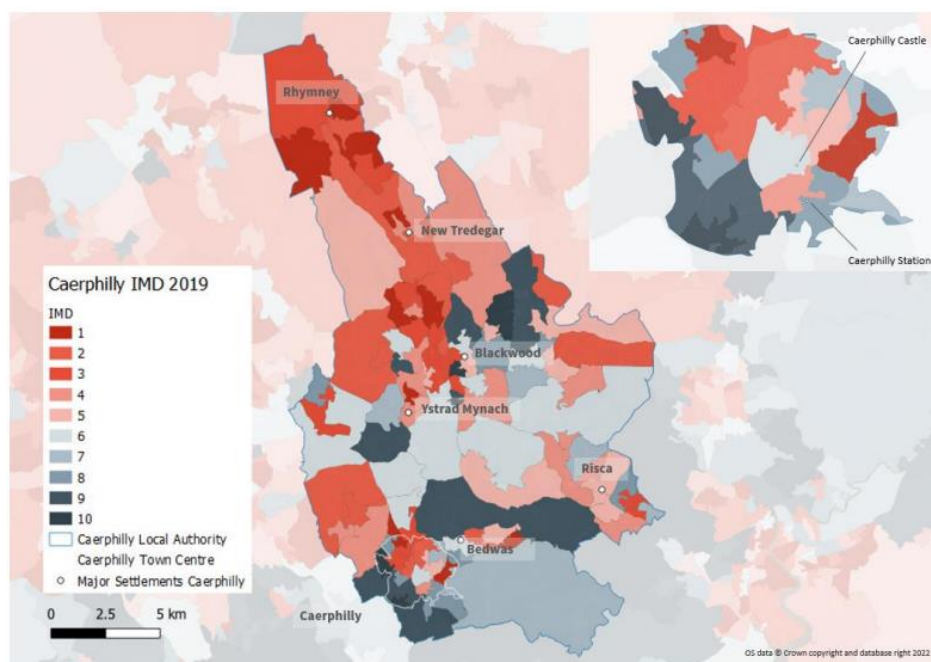 Caerphilly Castle
Rhymney
New Tredegar
Caerphilly Station
Caerphilly IMD 2019
IMD
1
2
3
4
5
6
7
8
9
10
Caerphilly Local Authority
Caerphilly Town Centre
Major Settlements Caerphilly
Blackwood
Ystrad Mynach
Risca
Bedwas
Caerphilly
0 2.5 5 km
OS data © Crown copyright and database right 2022